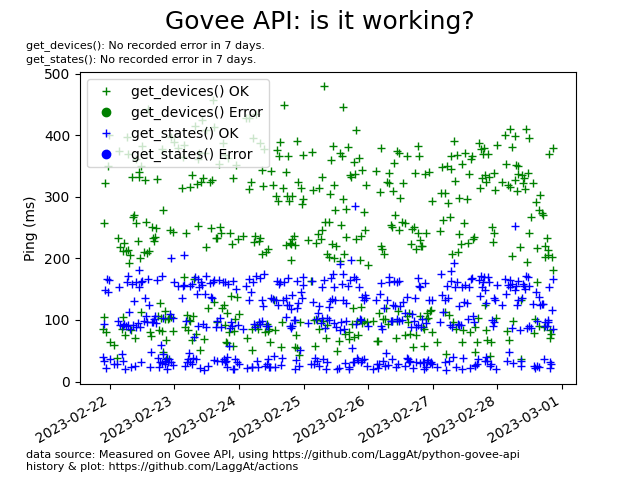 Govee API: is it working?
get_devices(): No recorded error in 7 days.
get_states(): No recorded error in 7 days.
500
400
300
200
100
0
Ping (ms)
get_devices() OK
get_devices() Error
get_states() OK
get_states() Error
2023-02-22
2023-02-23
2023-02-24
2023-02-25
2023-02-26
2023-02-27
2023-02-28
2023-03-01
data source: Measured on Govee API, using https://github.com/LaggAt/python-govee-api
history & plot: https://github.com/LaggAt/actions